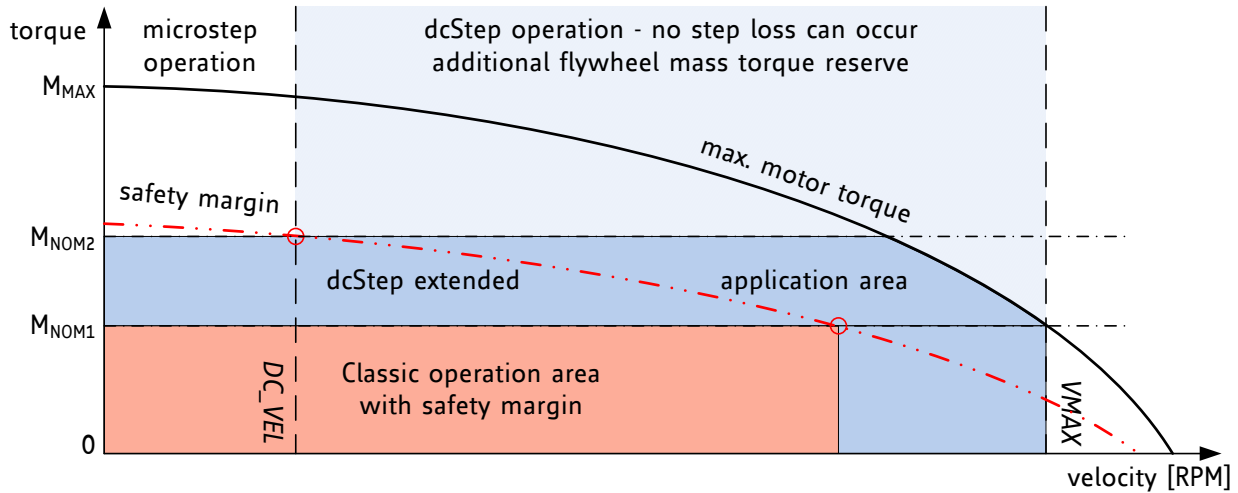 torque
microstep
operation
dcStep operation - no step loss can occur
additional flywheel mass torque reserve
MMAX
max. motor torque
safety margin
MNOM2
dcStep extended
application area
MNOM1
DC_VEL
Classic operation area
with safety margin
VMAX
0
velocity [RPM]